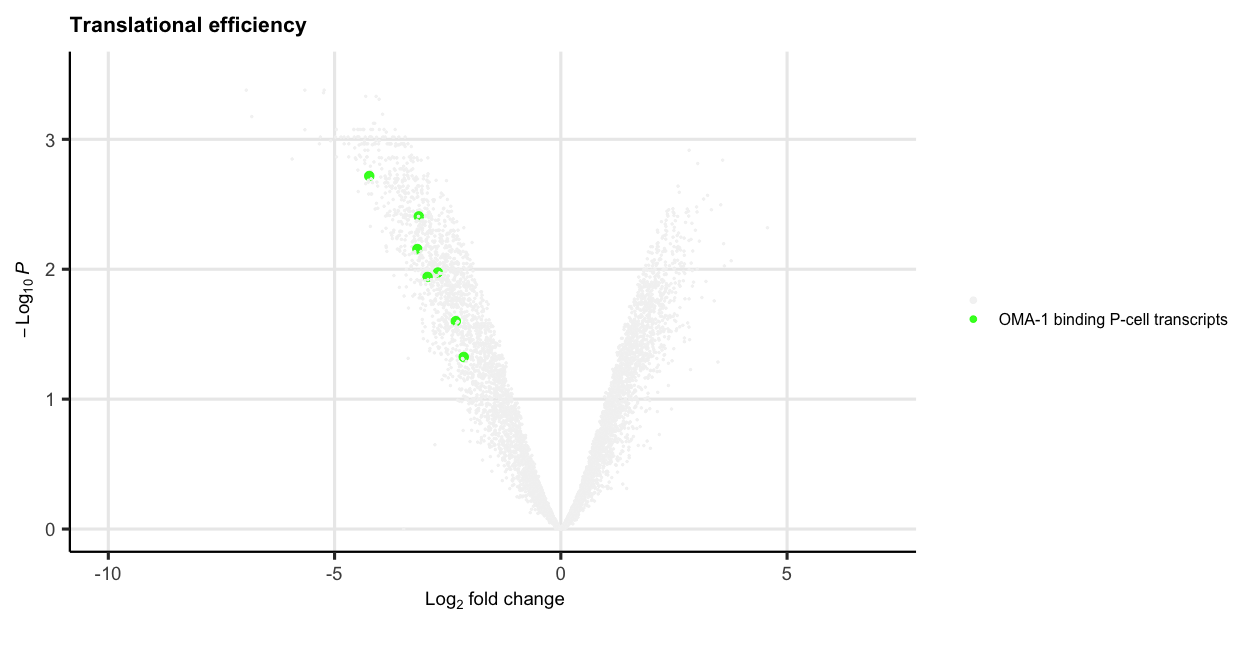 Translational efficiency
3
2
1
0
-10
-5
0
5
−Log10 P
Log2 fold change
OMA-1 binding P-cell transcripts